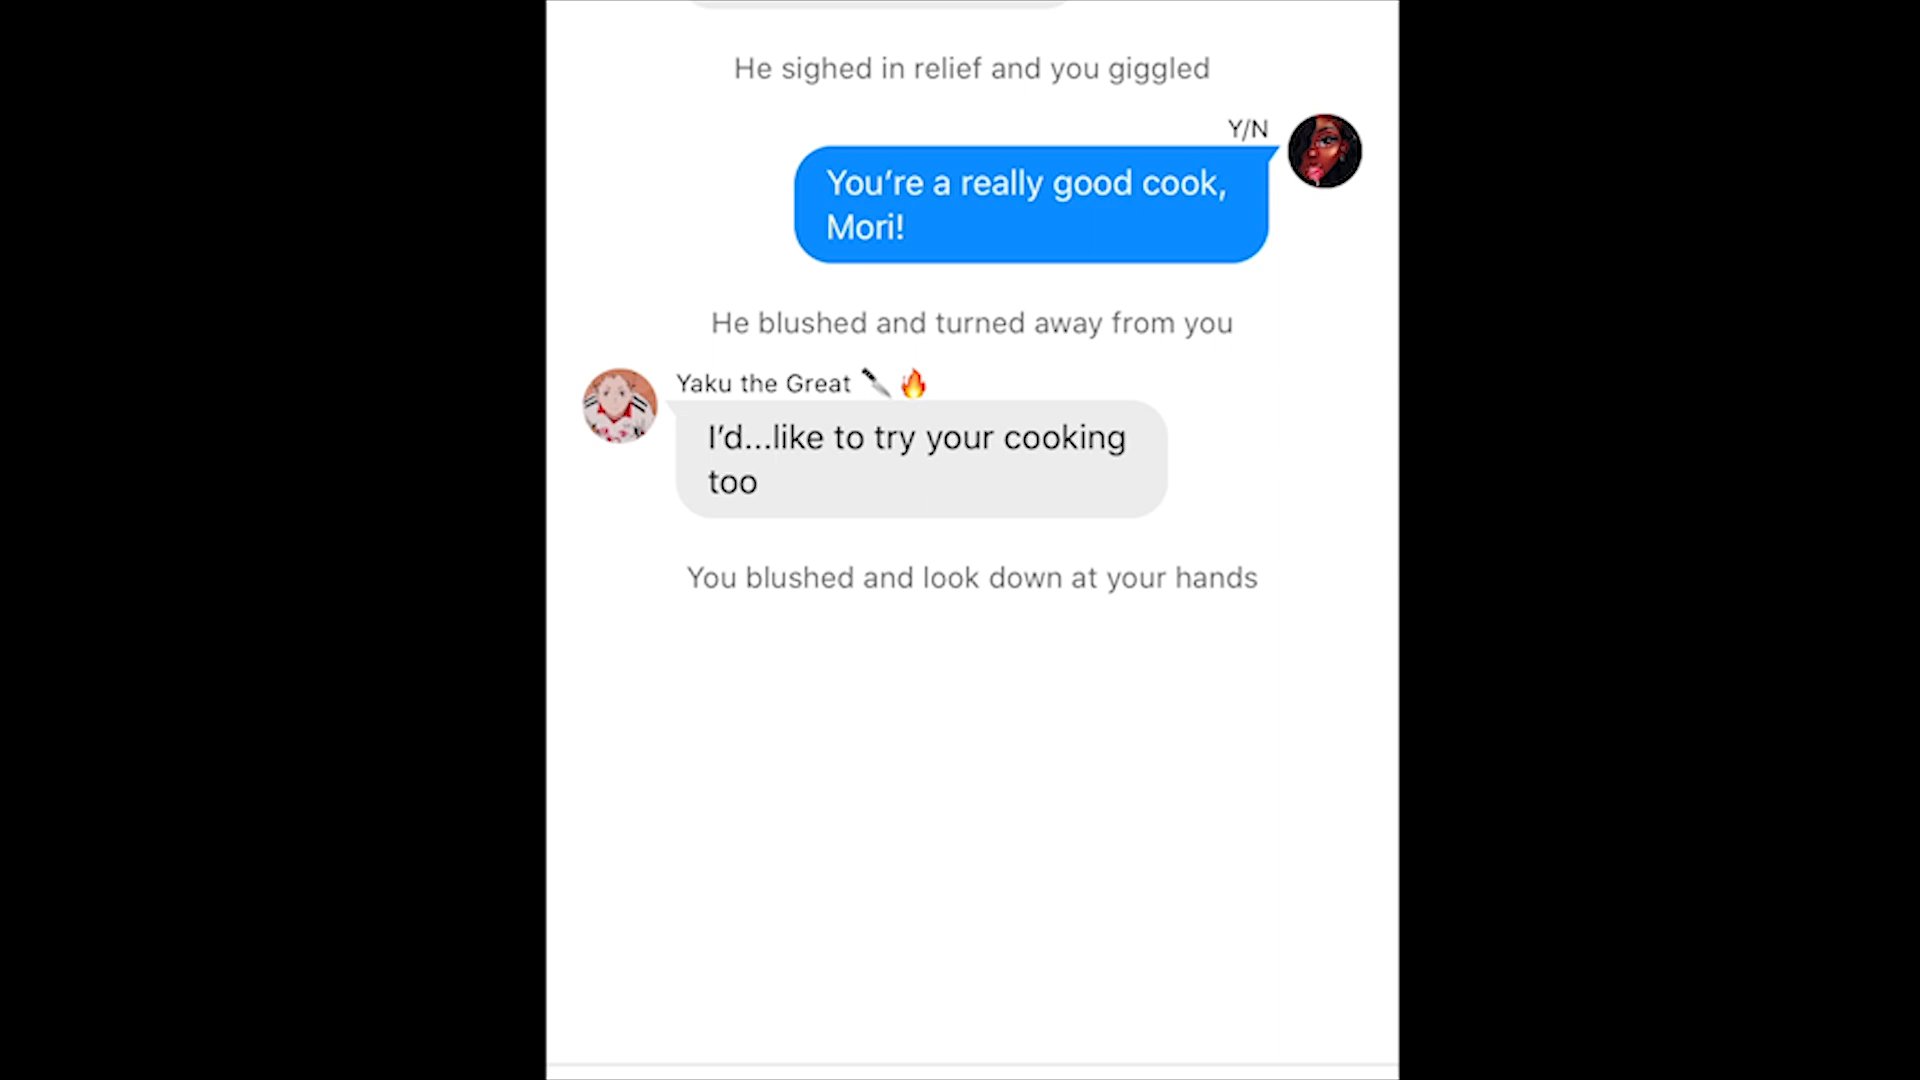 He sighed in relief and you giggled
Y/N
You’re a really good cook,
Mori!
He blushed and turned away from you
Yaku the Great 🔪 🔥
I’d...like to try your cooking
too
You blushed and look down at your hands